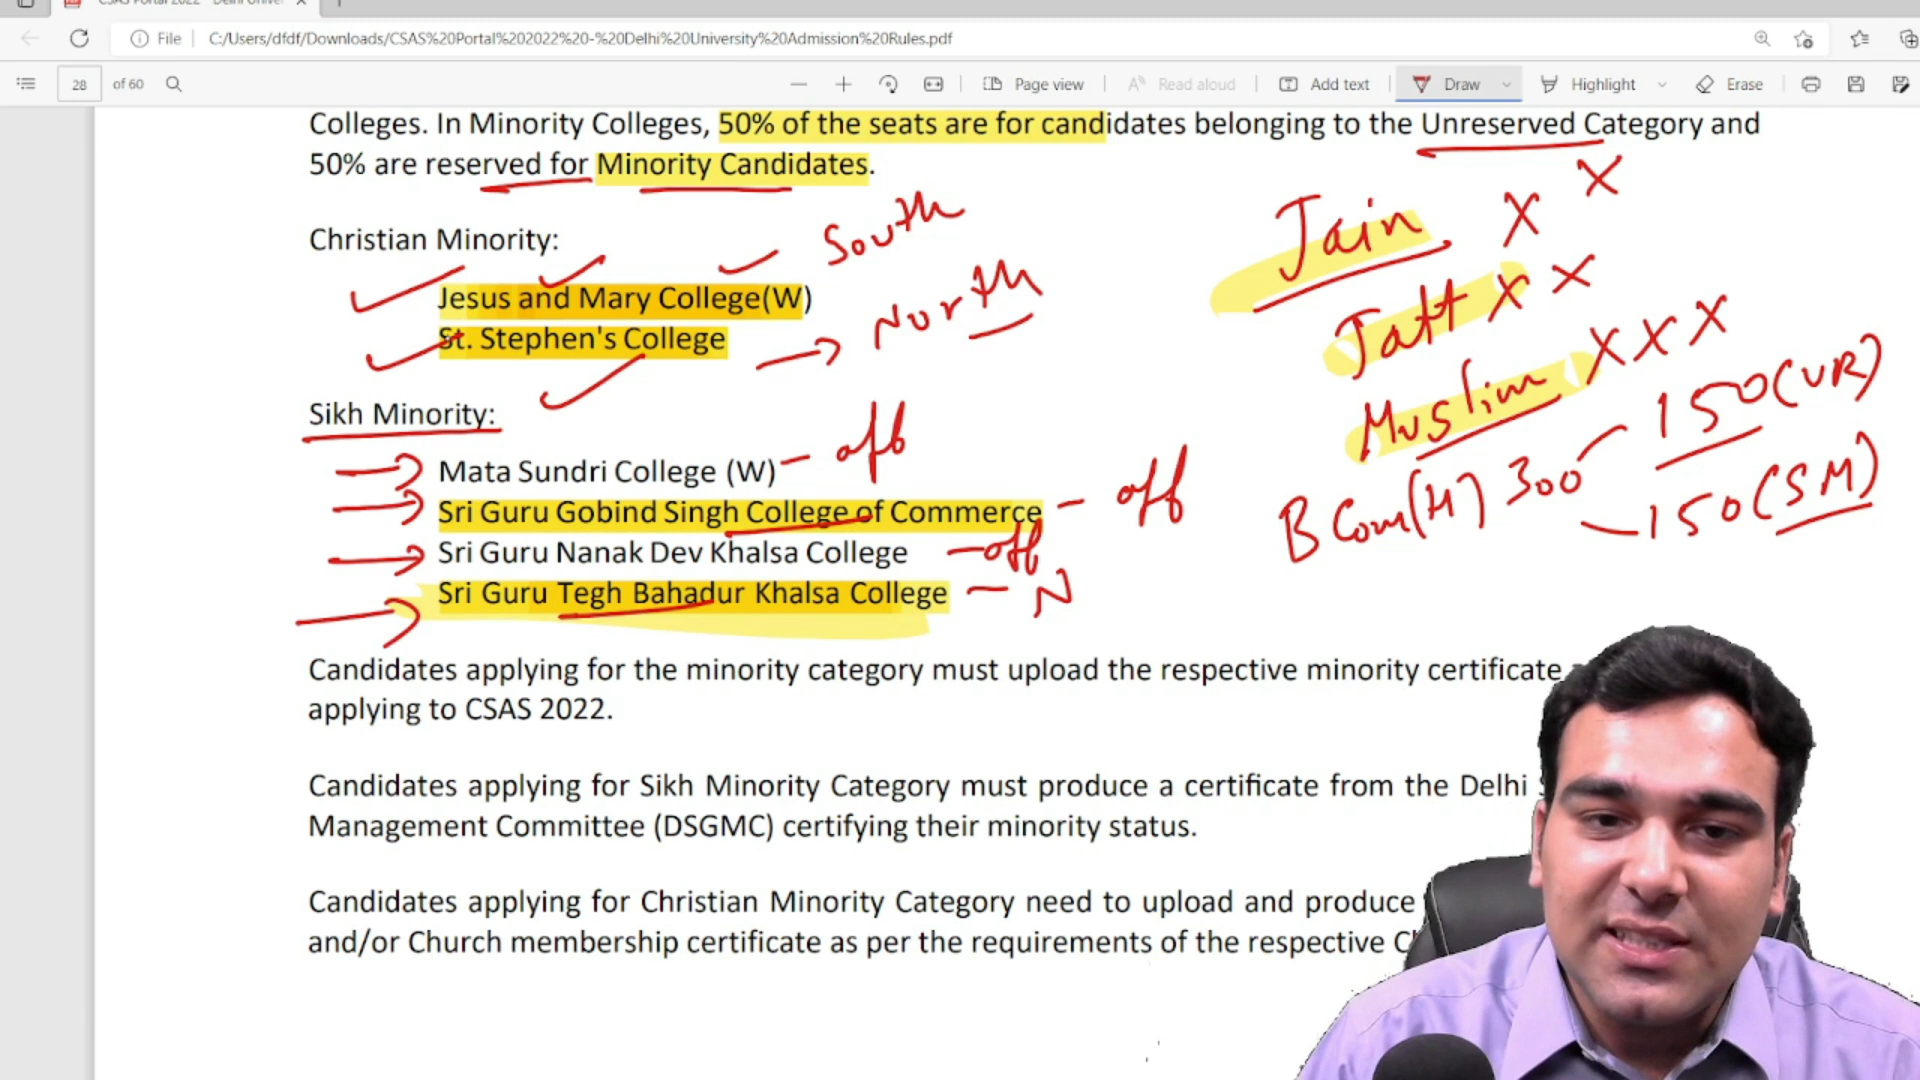 CSAS Portal 2022 - Delhi Univer
File C:/Users/dfdf/Downloads/CSAS%20Portal%202022%20-%20Delhi%20University%20Admission%20Rules.pdf
28 of 60 Page view Read aloud Add text Draw Highlight Erase
Colleges. In Minority Colleges, 50% of the seats are for candidates belonging to the Unreserved Category and
50% are reserved for Minority Candidates.
Christian Minority:
South
Jain X X
Jesus and Mary College(W)
North
Jatt X X
St. Stephen's College
Muslim X X X
Sikh Minority:
150 (UR)
Mata Sundri College (W) - off
B Com(H) 300
150 (SM)
Sri Guru Gobind Singh College of Commerce - off
Sri Guru Nanak Dev Khalsa College - off
Sri Guru Tegh Bahadur Khalsa College - N
Candidates applying for the minority category must upload the respective minority certificate
applying to CSAS 2022.
Candidates applying for Sikh Minority Category must produce a certificate from the Delhi
Management Committee (DSGMC) certifying their minority status.
Candidates applying for Christian Minority Category need to upload and produce
and/or Church membership certificate as per the requirements of the respective